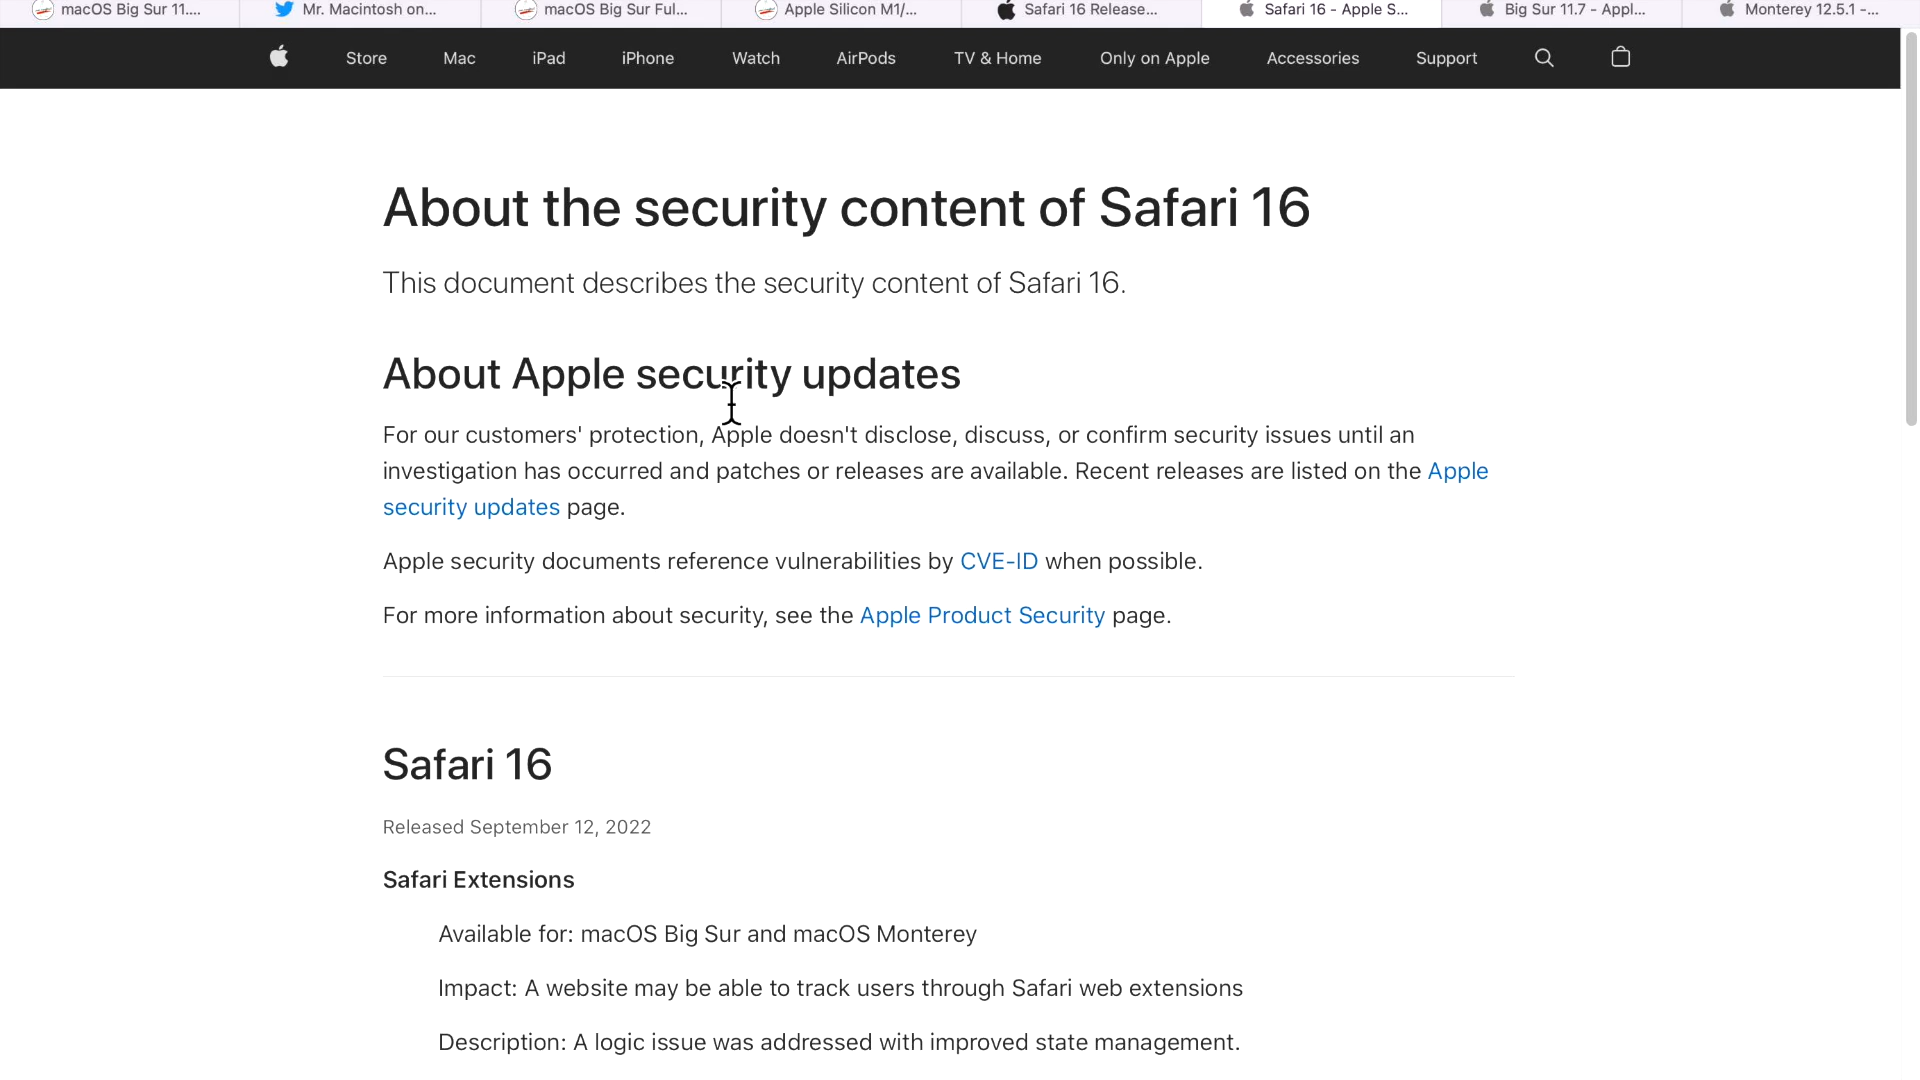 macOS Big Sur 11.... Mr. Macintosh on... macOS Big Sur Ful... Apple Silicon M1/... Safari 16 Release... Safari 16 - Apple S... Big Sur 11.7 - Appl... Monterey 12.5.1 -...
Store Mac iPad iPhone Watch AirPods TV & Home Only on Apple Accessories Support
About the security content of Safari 16
This document describes the security content of Safari 16.
About Apple security updates
For our customers' protection, Apple doesn't disclose, discuss, or confirm security issues until an
investigation has occurred and patches or releases are available. Recent releases are listed on the Apple
security updates page.
Apple security documents reference vulnerabilities by CVE-ID when possible.
For more information about security, see the Apple Product Security page.
Safari 16
Released September 12, 2022
Safari Extensions
Available for: macOS Big Sur and macOS Monterey
Impact: A website may be able to track users through Safari web extensions
Description: A logic issue was addressed with improved state management.